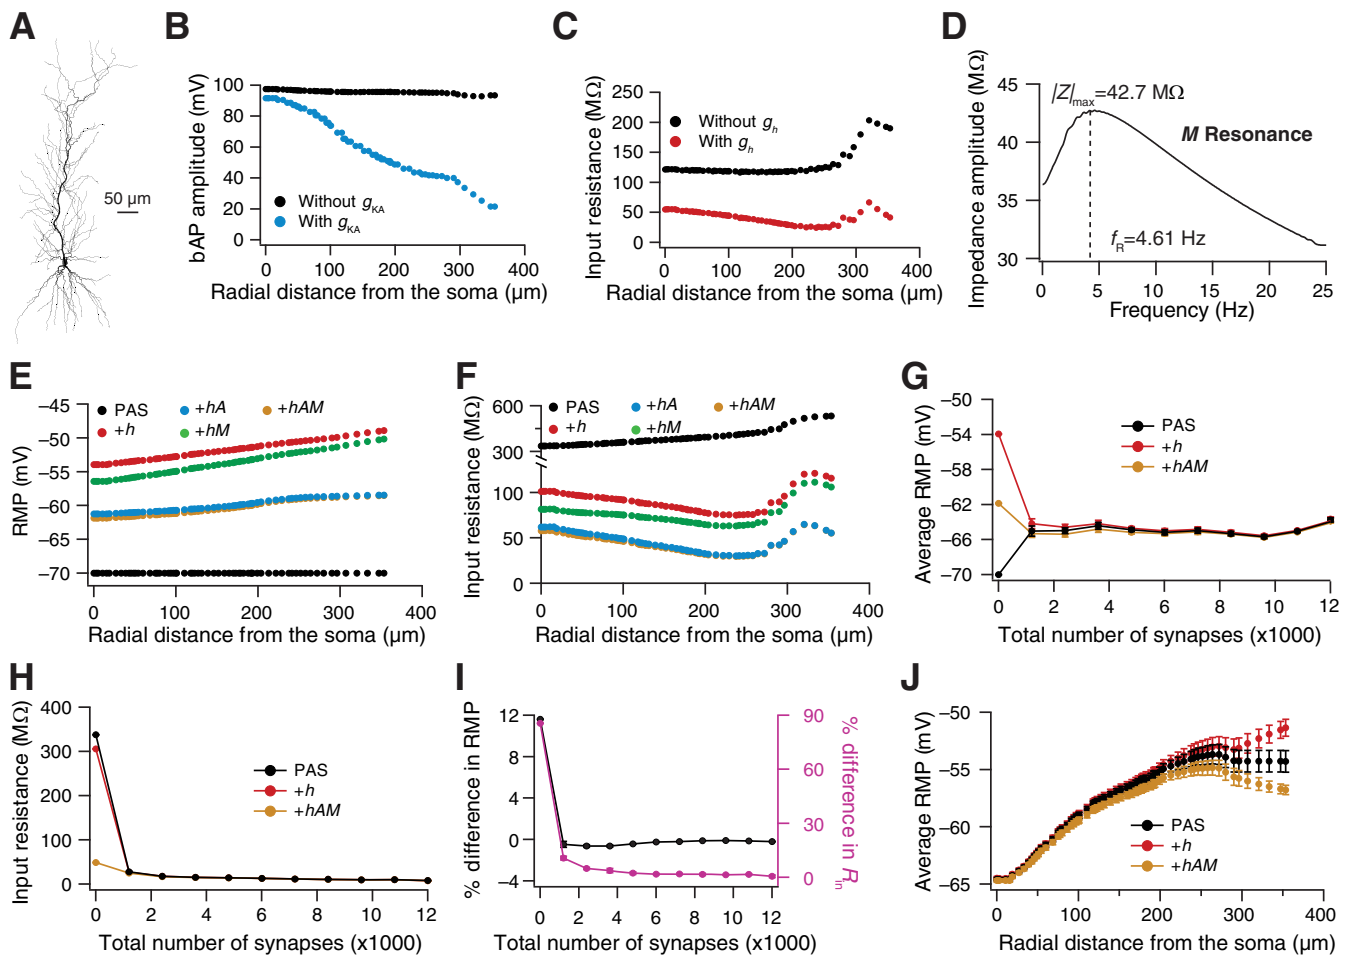 A
50 µm
B
bAP amplitude (mV)
100
80
60
40
20
0
Without gKA
With gKA
0 100 200 300 400
Radial distance from the soma (µm)
C
Input resistance (MΩ)
250
200
150
100
50
0
Without gh
With gh
0 100 200 300 400
Radial distance from the soma (µm)
D
Impedance amplitude (MΩ)
45
40
35
30
|Z|max=42.7 MΩ
M Resonance
fR=4.61 Hz
0 5 10 15 20 25
Frequency (Hz)
E
RMP (mV)
−45
−50
−55
−60
−65
−70
PAS +hA +hAM
+h +hM
0 100 200 300 400
Radial distance from the soma (µm)
F
Input resistance (MΩ)
600
300
100
50
0
PAS +hA +hAM
+h +hM
0 100 200 300 400
Radial distance from the soma (µm)
G
Average RMP (mV)
−50
−54
−58
−62
−66
−70
PAS
+h
+hAM
0 2 4 6 8 10 12
Total number of synapses (x1000)
H
Input resistance (MΩ)
400
300
200
100
0
PAS
+h
+hAM
0 2 4 6 8 10 12
Total number of synapses (x1000)
I
% difference in RMP
12
8
4
0
−4
90
60
30
0
% difference in Rin
0 2 4 6 8 10 12
Total number of synapses (x1000)
J
Average RMP (mV)
−50
−55
−60
−65
PAS
+h
+hAM
0 100 200 300 400
Radial distance from the soma (µm)